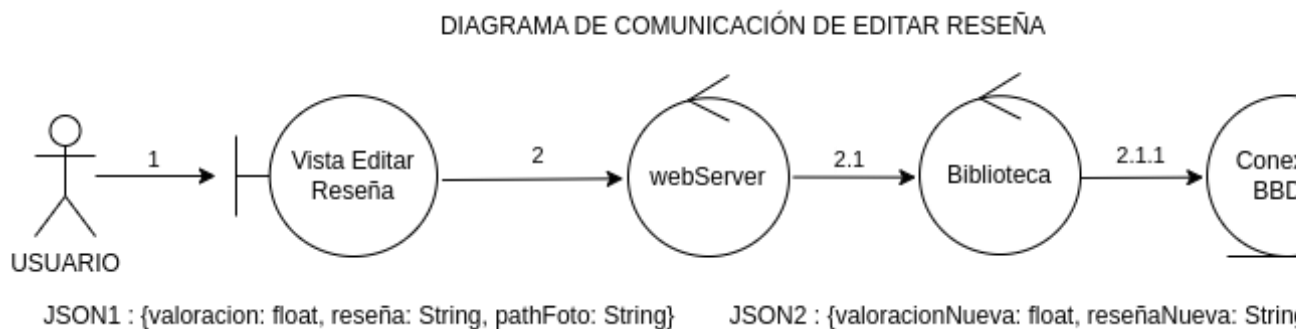 DIAGRAMA DE COMUNICACIÓN DE EDITAR RESEÑA
1
Vista Editar
Reseña
2
webServer
2.1
Biblioteca
2.1.1
USUARIO
JSON1 : {valoracion: float, reseña: String, pathFoto: String}
JSON2 : {valoracionNueva: float, reseñaNueva: